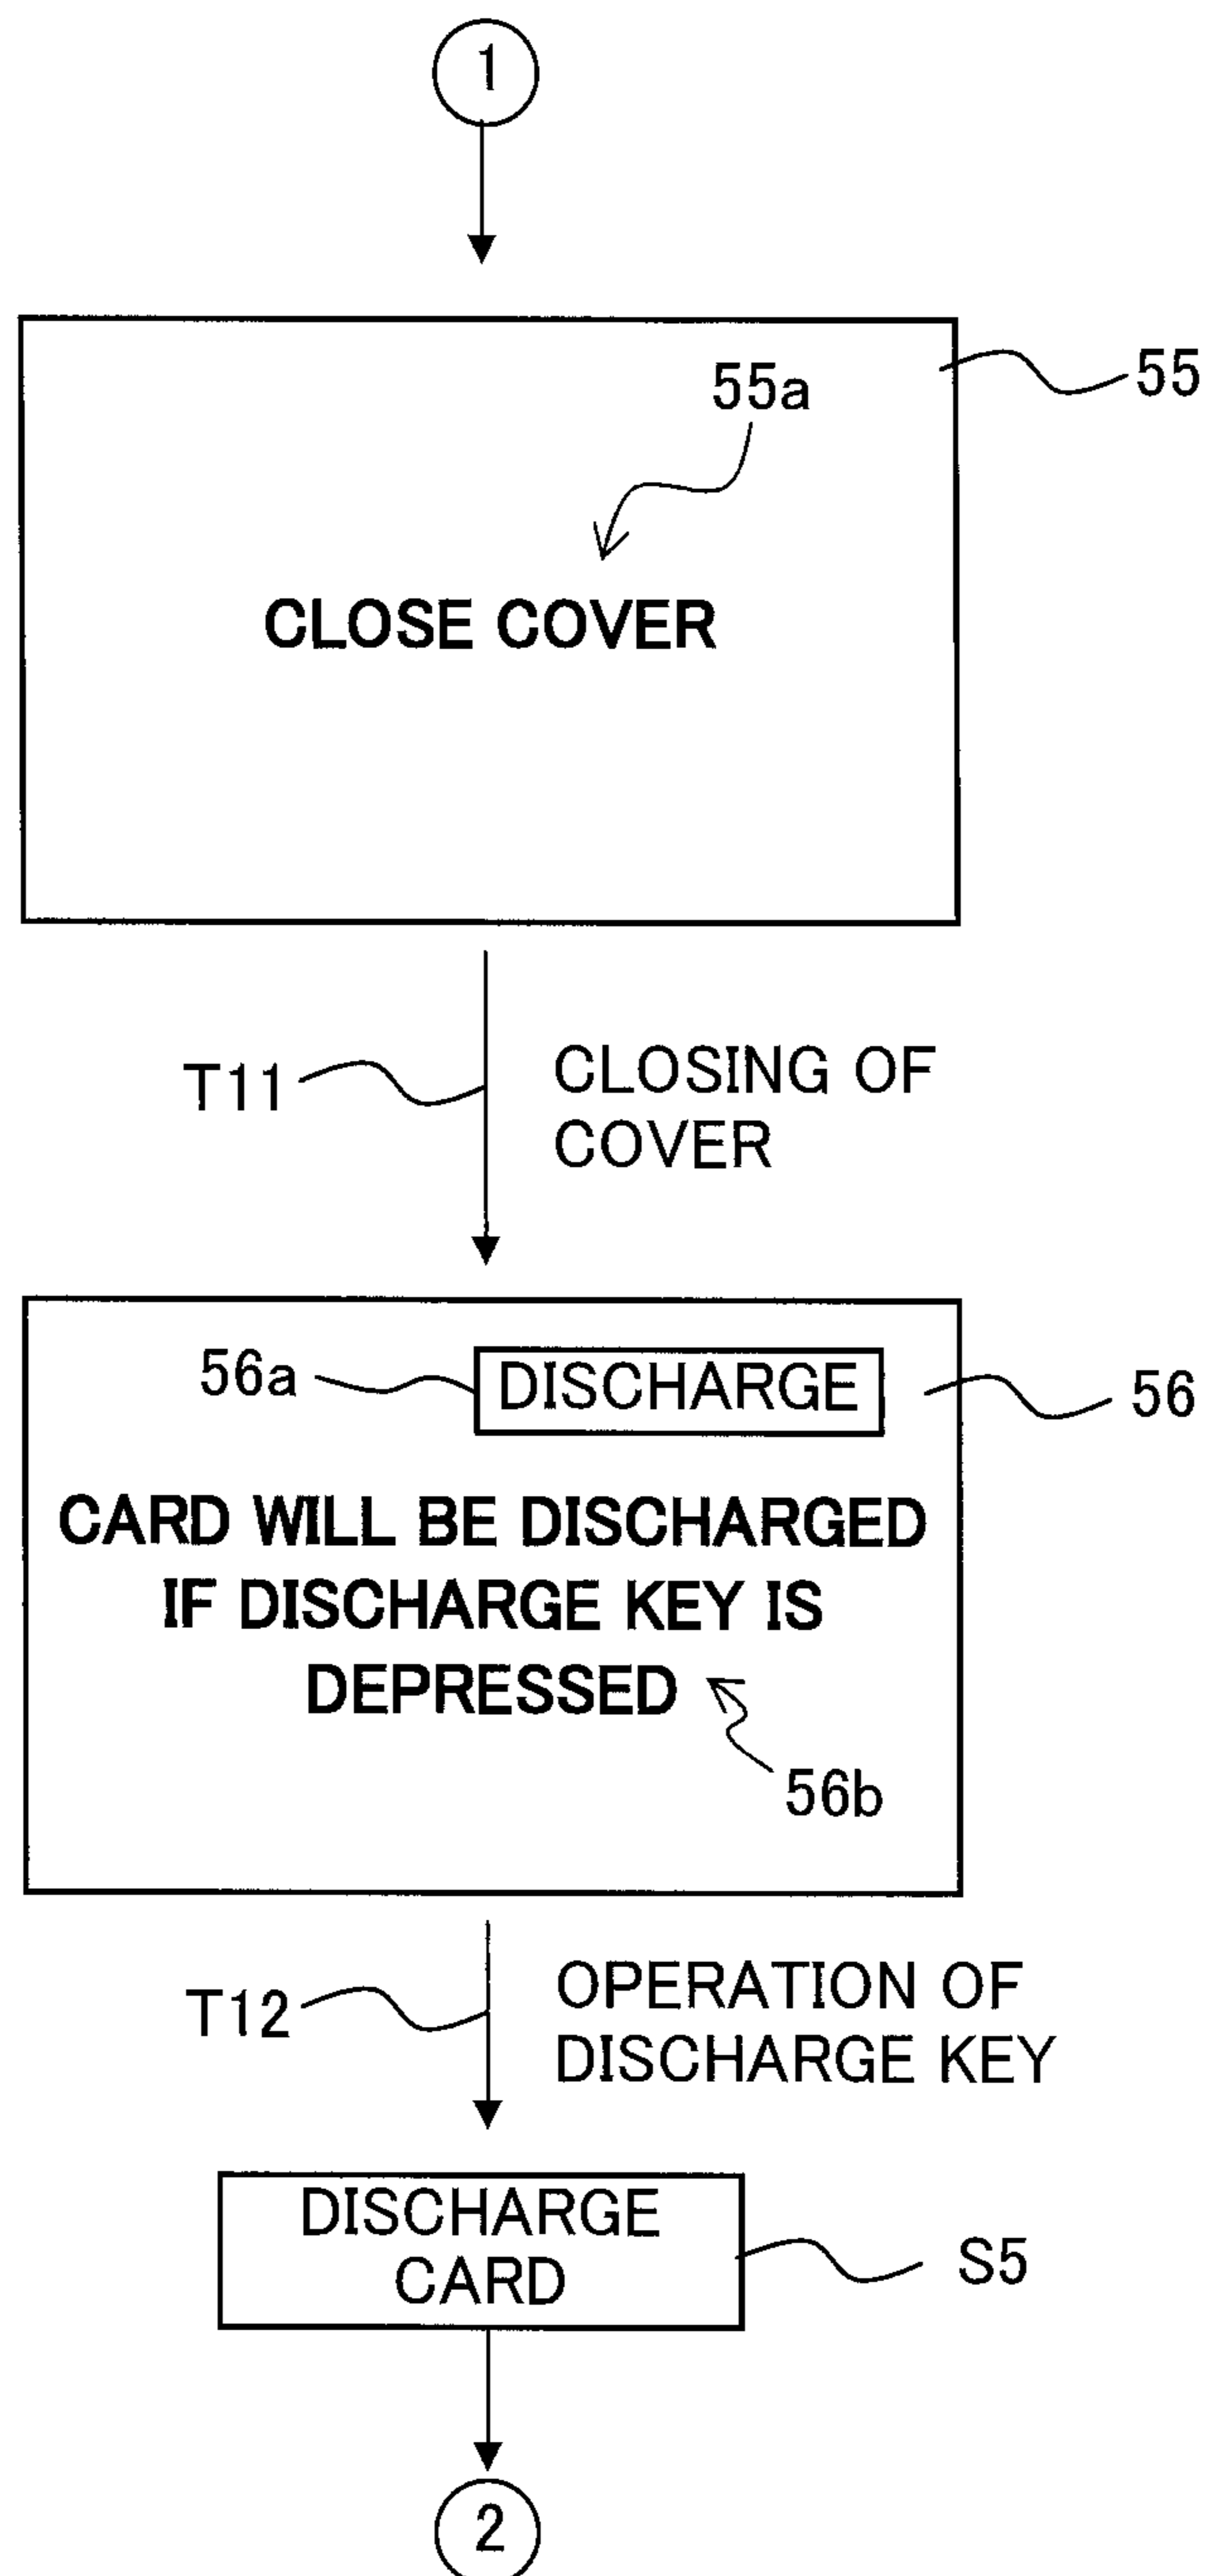 1
55
55a
CLOSE COVER
T11
CLOSING OF
COVER
56a
DISCHARGE
56
CARD WILL BE DISCHARGED
IF DISCHARGE KEY IS
DEPRESSED
56b
T12
OPERATION OF
DISCHARGE KEY
DISCHARGE
CARD
S5
2